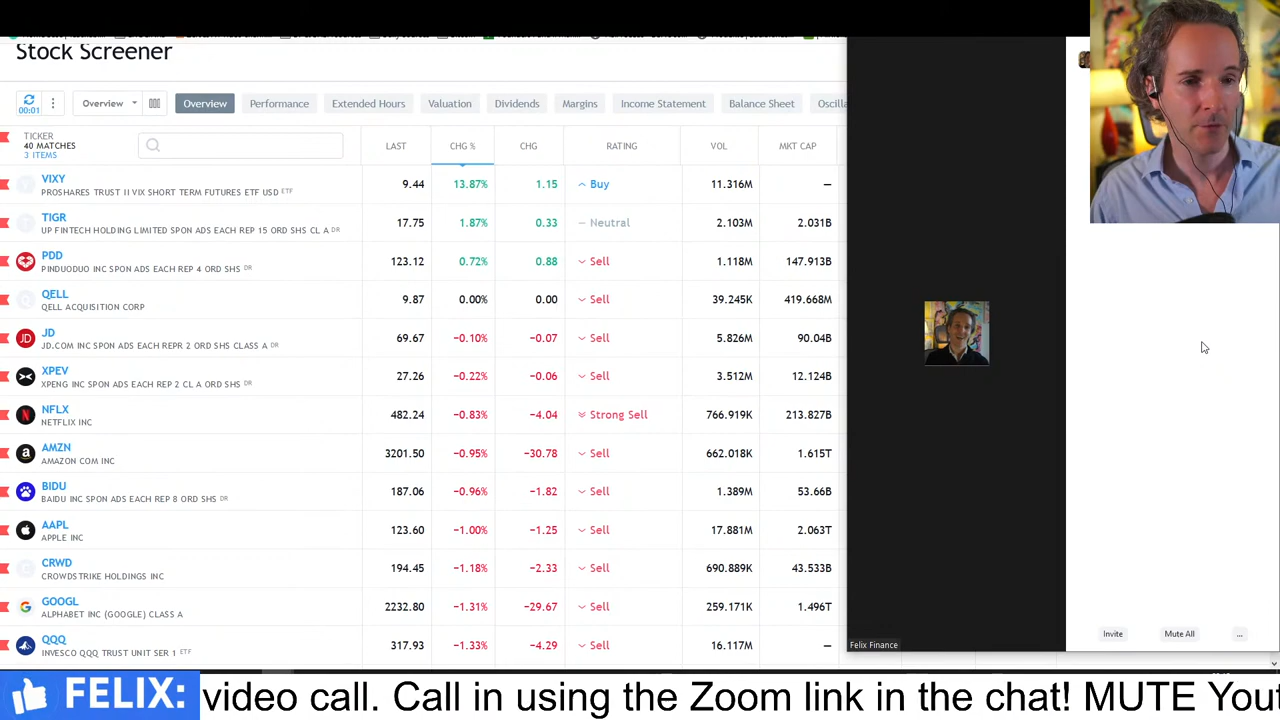 Stock Screener
00:01 Overview Overview Performance Extended Hours Valuation Dividends Margins Income Statement Balance Sheet Oscilla
TICKER
40 MATCHES
3 ITEMS
LAST CHG % CHG RATING VOL MKT CAP
VIXY
PROSHARES TRUST II VIX SHORT TERM FUTURES ETF USD ETF
9.44 13.87% 1.15 Buy 11.316M —
TIGR
UP FINTECH HOLDING LIMITED SPON ADS EACH REP 15 ORD SHS CL A DR
17.75 1.87% 0.33 Neutral 2.103M 2.031B
PDD
PINDUODUO INC SPON ADS EACH REP 4 ORD SHS DR
123.12 0.72% 0.88 Sell 1.118M 147.913B
QELL
QELL ACQUISITION CORP
9.87 0.00% 0.00 Sell 39.245K 419.668M
JD
JD
JD.COM INC SPON ADS EACH REPR 2 ORD SHS CLASS A DR
69.67 −0.10% −0.07 Sell 5.826M 90.04B
XPEV
XPENG INC SPON ADS EACH REP 2 CL A ORD SHS DR
27.26 −0.22% −0.06 Sell 3.512M 12.124B
NFLX
NETFLIX INC
482.24 −0.83% −4.04 Strong Sell 766.919K 213.827B
AMZN
AMAZON COM INC
3201.50 −0.95% −30.78 Sell 662.018K 1.615T
BIDU
BAIDU INC SPON ADS EACH REP 8 ORD SHS DR
187.06 −0.96% −1.82 Sell 1.389M 53.66B
AAPL
APPLE INC
123.60 −1.00% −1.25 Sell 17.881M 2.063T
CRWD
CROWDSTRIKE HOLDINGS INC
194.45 −1.18% −2.33 Sell 690.889K 43.533B
GOOGL
ALPHABET INC (GOOGLE) CLASS A
2232.80 −1.31% −29.67 Sell 259.171K 1.496T
QQQ
INVESCO QQQ TRUST UNIT SER 1 ETF
317.93 −1.33% −4.29 Sell 16.117M —
Felix Finance
Invite Mute All ...
FELIX: video call. Call in using the Zoom link in the chat! MUTE Yout